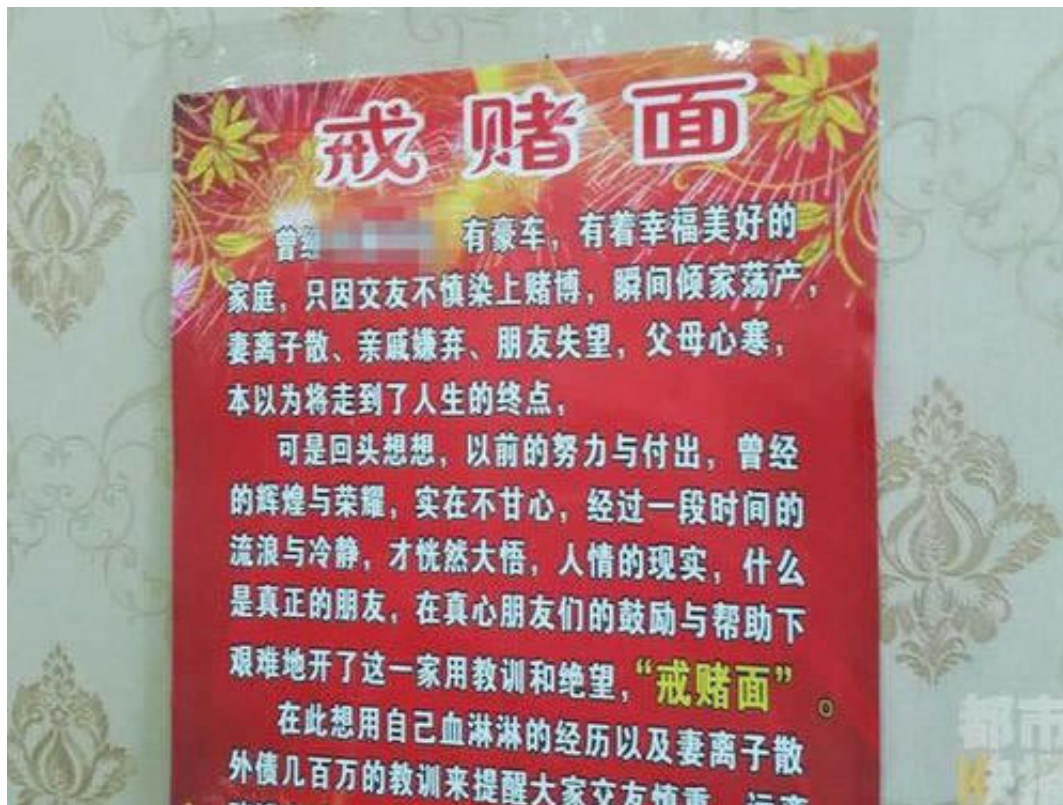 戒赌面
曾经 有豪车，有着幸福美好的
家庭，只因交友不慎染上赌博，瞬间倾家荡产，
妻离子散、亲戚嫌弃、朋友失望，父母心寒，
本以为将走到了人生的终点，
可是回头想想，以前的努力与付出，曾经
的辉煌与荣耀，实在不甘心，经过一段时间的
流浪与冷静，才恍然大悟，人情的现实，什么
是真正的朋友，在真心朋友们的鼓励与帮助下
艰难地开了这一家用教训和绝望，“戒赌面”。
在此想用自己血淋淋的经历以及妻离子散
外债几百万的教训来提醒大家交友慎重，远离
都市
快报